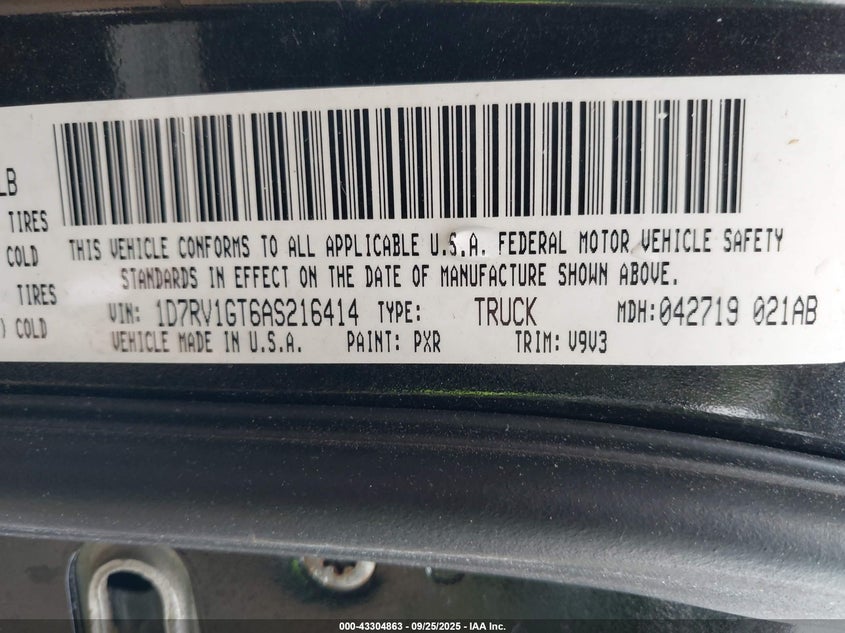 LB
TIRES
COLD
TIRES
) COLD
THIS VEHICLE CONFORMS TO ALL APPLICABLE U.S.A. FEDERAL MOTOR VEHICLE SAFETY
STANDARDS IN EFFECT ON THE DATE OF MANUFACTURE SHOWN ABOVE.
VIN: 1D7RV1GT6AS216414 TYPE: TRUCK MDH: 042719 021AB
VEHICLE MADE IN U.S.A. PAINT: PXR TRIM: V9V3
000-43304863 - 09/25/2025 - IAA Inc.